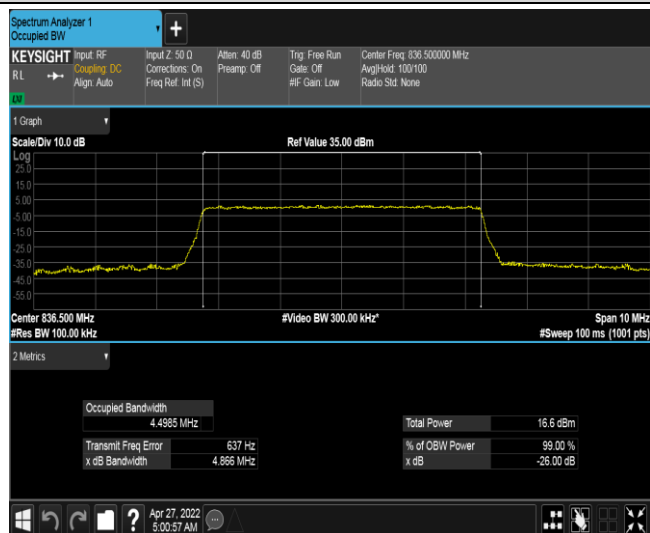 Spectrum Analyzer 1
Occupied BW
+
KEYSIGHT Input: RF Input Z: 50 Ω Atten: 40 dB Trig: Free Run Center Freq: 836.500000 MHz
RL Coupling: DC Corrections: On Preamp: Off Gate: Off Avg|Hold: 100/100
Align: Auto Freq Ref: Int (S) #IF Gain: Low Radio Std: None
1 Graph
Scale/Div 10.0 dB Ref Value 35.00 dBm
Log
25.0
15.0
5.00
-5.00
-15.0
-25.0
-35.0
-45.0
-55.0
Center 836.500 MHz #Video BW 300.00 kHz* Span 10 MHz
#Res BW 100.00 kHz #Sweep 100 ms (1001 pts)
2 Metrics
Occupied Bandwidth
4.4985 MHz Total Power 16.6 dBm
Transmit Freq Error 637 Hz % of OBW Power 99.00 %
x dB Bandwidth 4.866 MHz x dB -26.00 dB
? Apr 27, 2022
5:00:57 AM